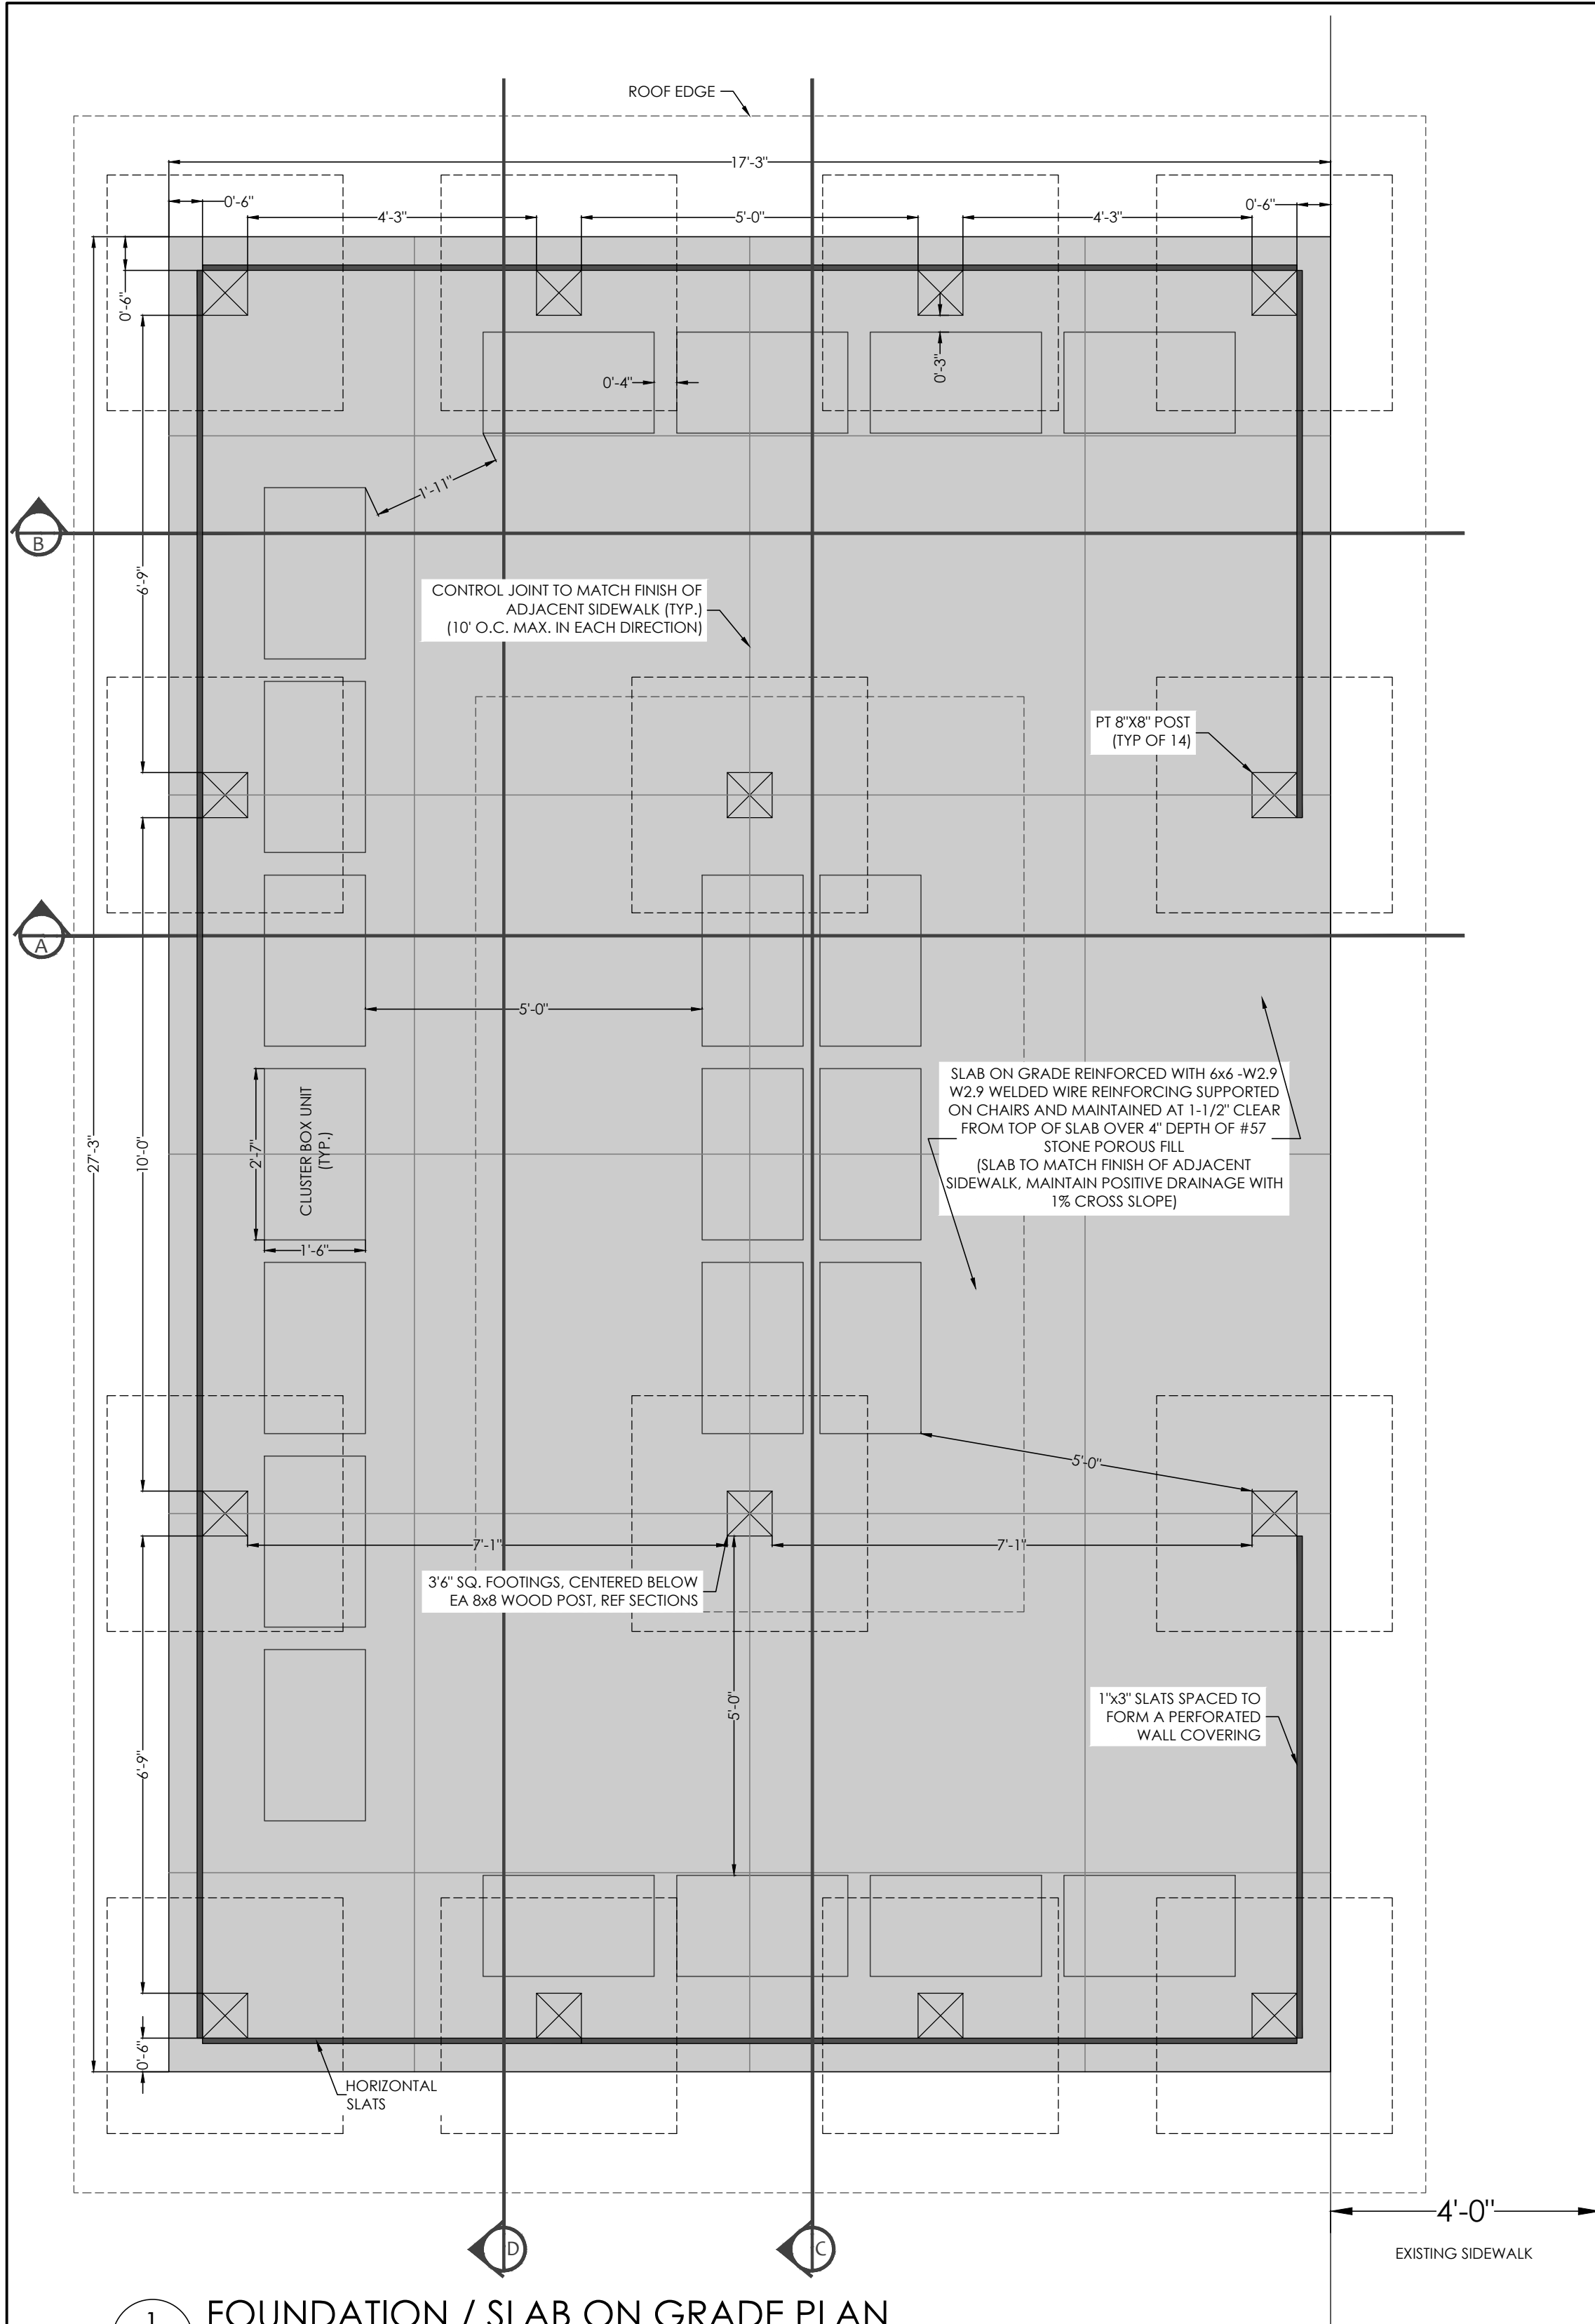 ROOF EDGE
17'-3"
0'-6"
4'-3"
5'-0"
4'-3"
0'-6"
0'-6"
0'-3"
0'-4"
1'-11"
B
6'-9"
CONTROL JOINT TO MATCH FINISH OF
ADJACENT SIDEWALK (TYP.)
(10' O.C. MAX. IN EACH DIRECTION)
PT 8"X8" POST
(TYP OF 14)
A
5'-0"
SLAB ON GRADE REINFORCED WITH 6x6 -W2.9
W2.9 WELDED WIRE REINFORCING SUPPORTED
ON CHAIRS AND MAINTAINED AT 1-1/2" CLEAR
FROM TOP OF SLAB OVER 4" DEPTH OF #57
STONE POROUS FILL
(SLAB TO MATCH FINISH OF ADJACENT
SIDEWALK, MAINTAIN POSITIVE DRAINAGE WITH
1% CROSS SLOPE)
27'-3"
10'-0"
2'-7"
CLUSTER BOX UNIT
(TYP.)
1'-6"
5'-0"
7'-1"
7'-1"
3'6" SQ. FOOTINGS, CENTERED BELOW
EA 8x8 WOOD POST, REF SECTIONS
5'-0"
6'-9"
1"x3" SLATS SPACED TO
FORM A PERFORATED
WALL COVERING
0'-6"
HORIZONTAL
SLATS
4'-0"
D
C
EXISTING SIDEWALK
1
FOUNDATION / SLAB ON GRADE PLAN